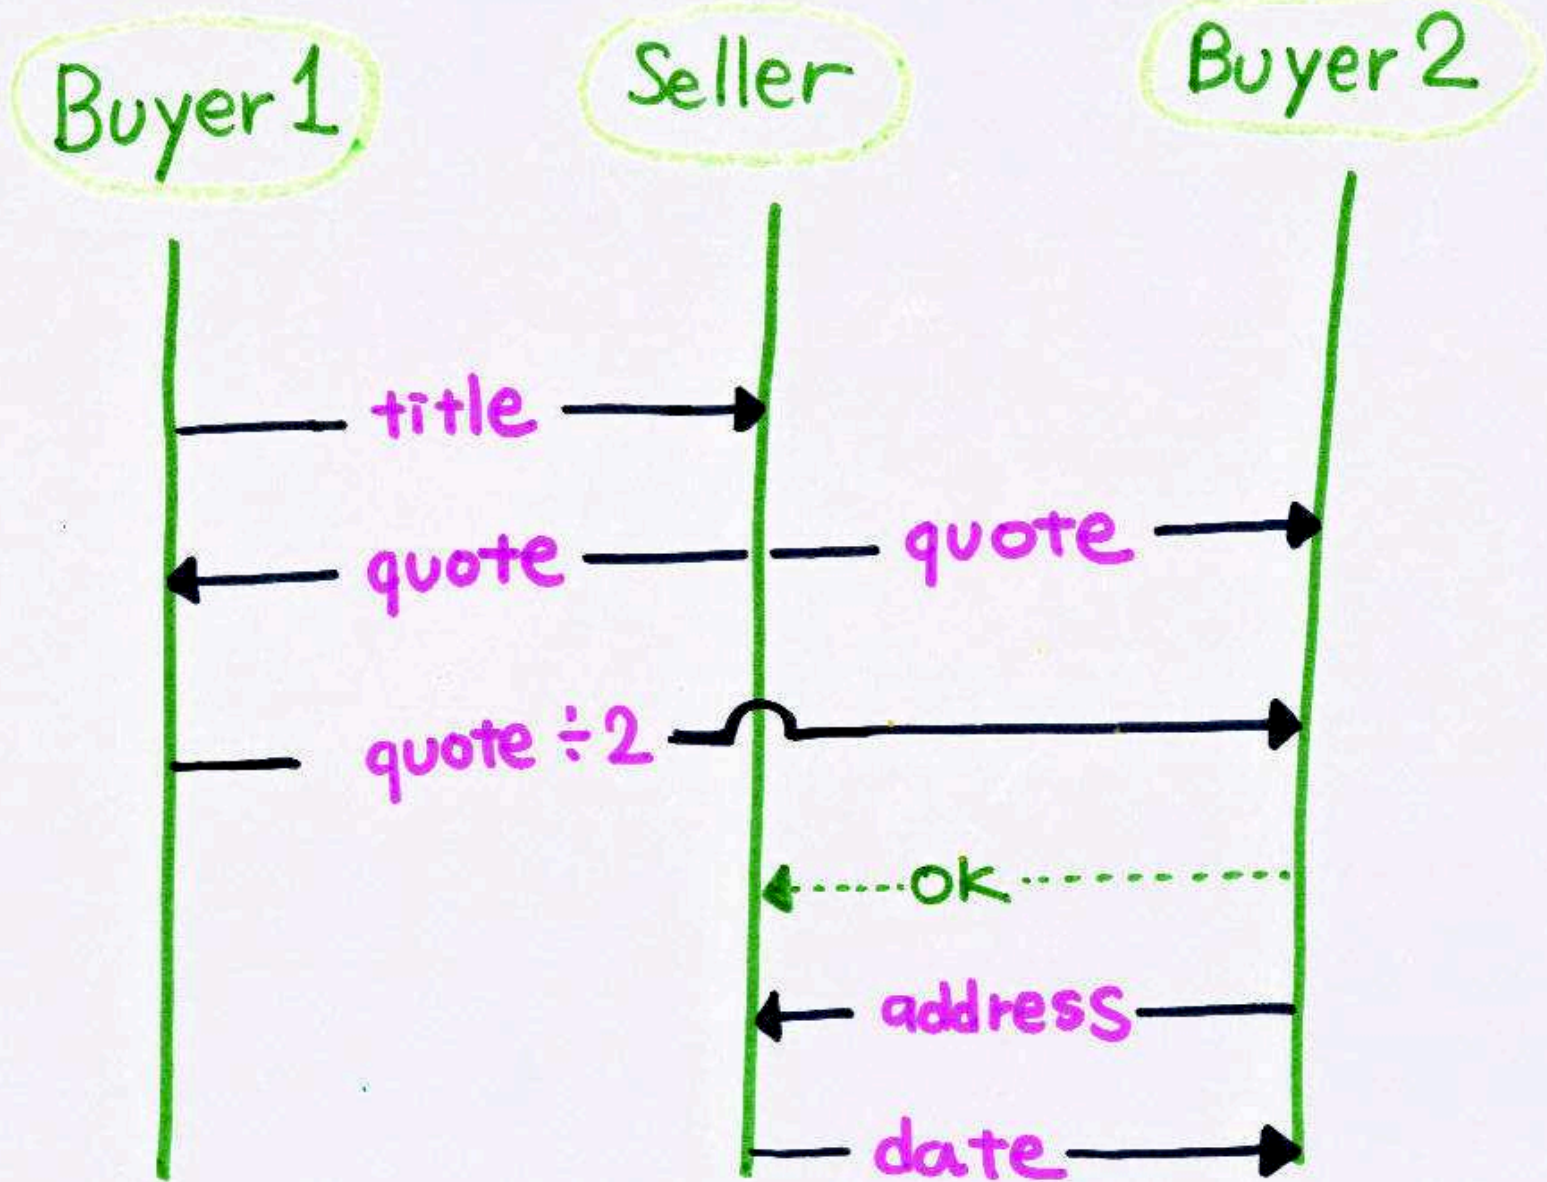 Buyer 1
Seller
Buyer 2
title
quote
quote
quote ÷ 2
ok
address
date